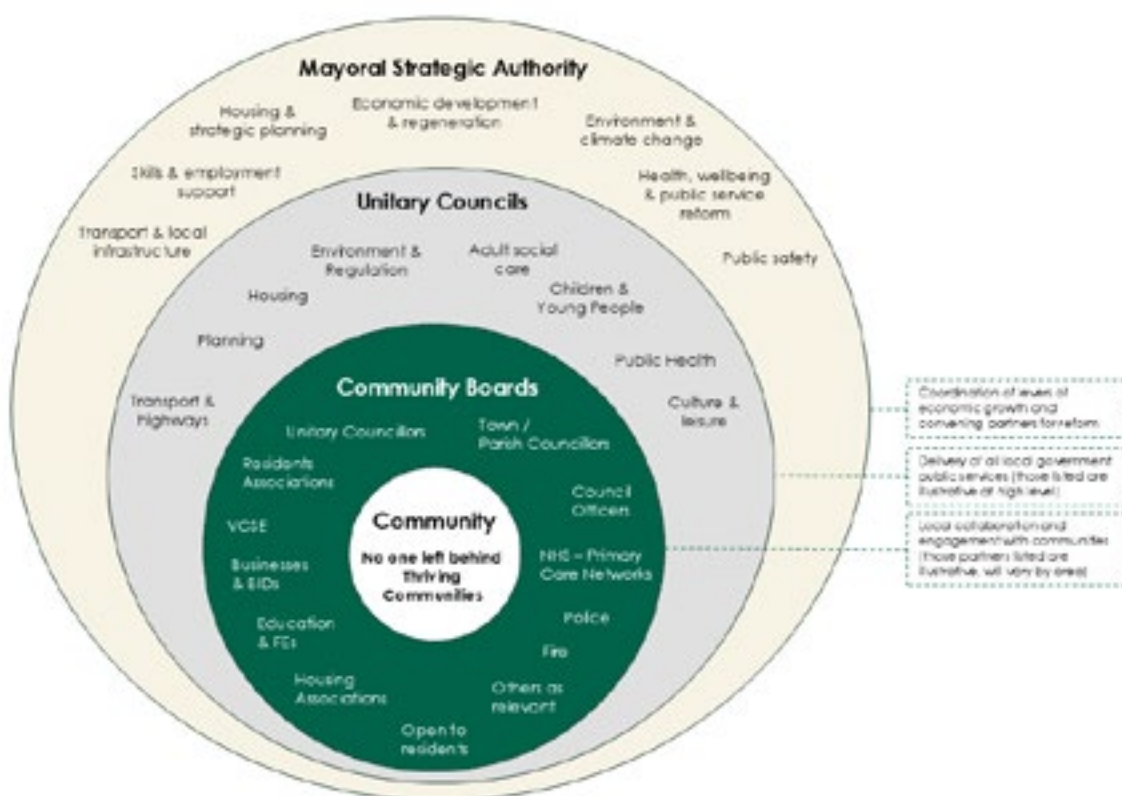 Mayoral Strategic Authority
Housing &
strategic planning
Economic development
& regeneration
Environment &
climate change
Skills & employment
support
Health, wellbeing
& public service
reform
Transport & local
infrastructure
Public safety
Unitary Councils
Environment &
Regulation
Adult social
care
Housing
Children &
Young People
Planning
Public Health
Transport &
Highways
Culture &
leisure
Community Boards
Unitary Councillors
Town /
Parish Councillors
Residents
Associations
Council
Officers
VCSE
NHS – Primary
Care Networks
Businesses
& BIDs
Police
Education
& FEs
Fire
Housing
Associations
Others as
relevant
Open to
residents
Community
No one left behind
Thriving
Communities
Coordination of levers of
economic growth and
convening partners for reform
Delivery of all local government
public services (those listed are
illustrative at high level)
Local collaboration and
engagement with communities
(those partners listed are
illustrative, will vary by area)